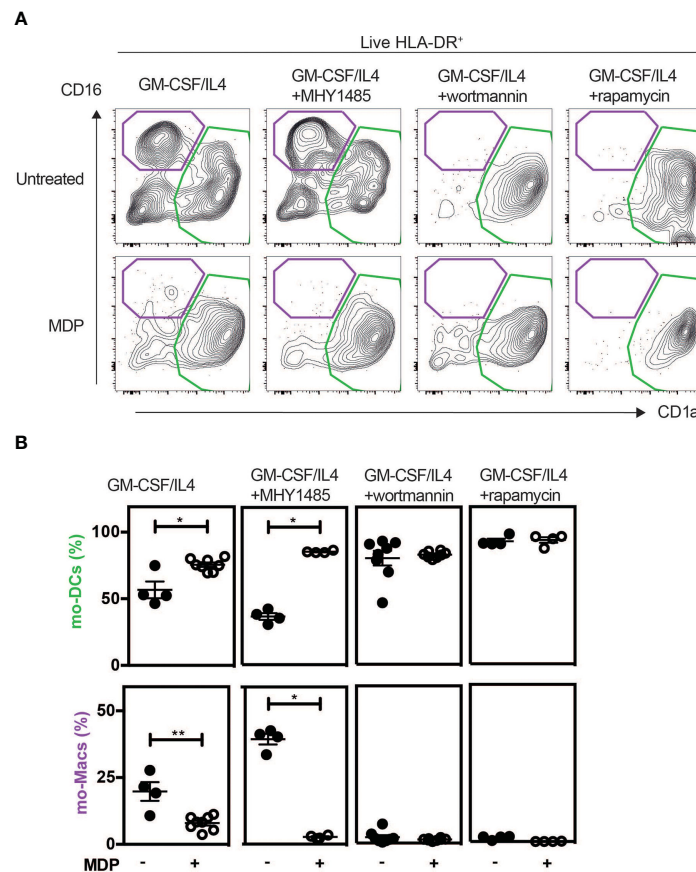 A
Live HLA-DR+
CD16
GM-CSF/IL4
GM-CSF/IL4
+MHY1485
GM-CSF/IL4
+wortmannin
GM-CSF/IL4
+rapamycin
Untreated
MDP
CD1a
B
GM-CSF/IL4
GM-CSF/IL4
+MHY1485
GM-CSF/IL4
+wortmannin
GM-CSF/IL4
+rapamycin
mo-DCs (%)
100
50
0
*
*
mo-Macs (%)
50
25
0
**
*
MDP - + - + - + - +